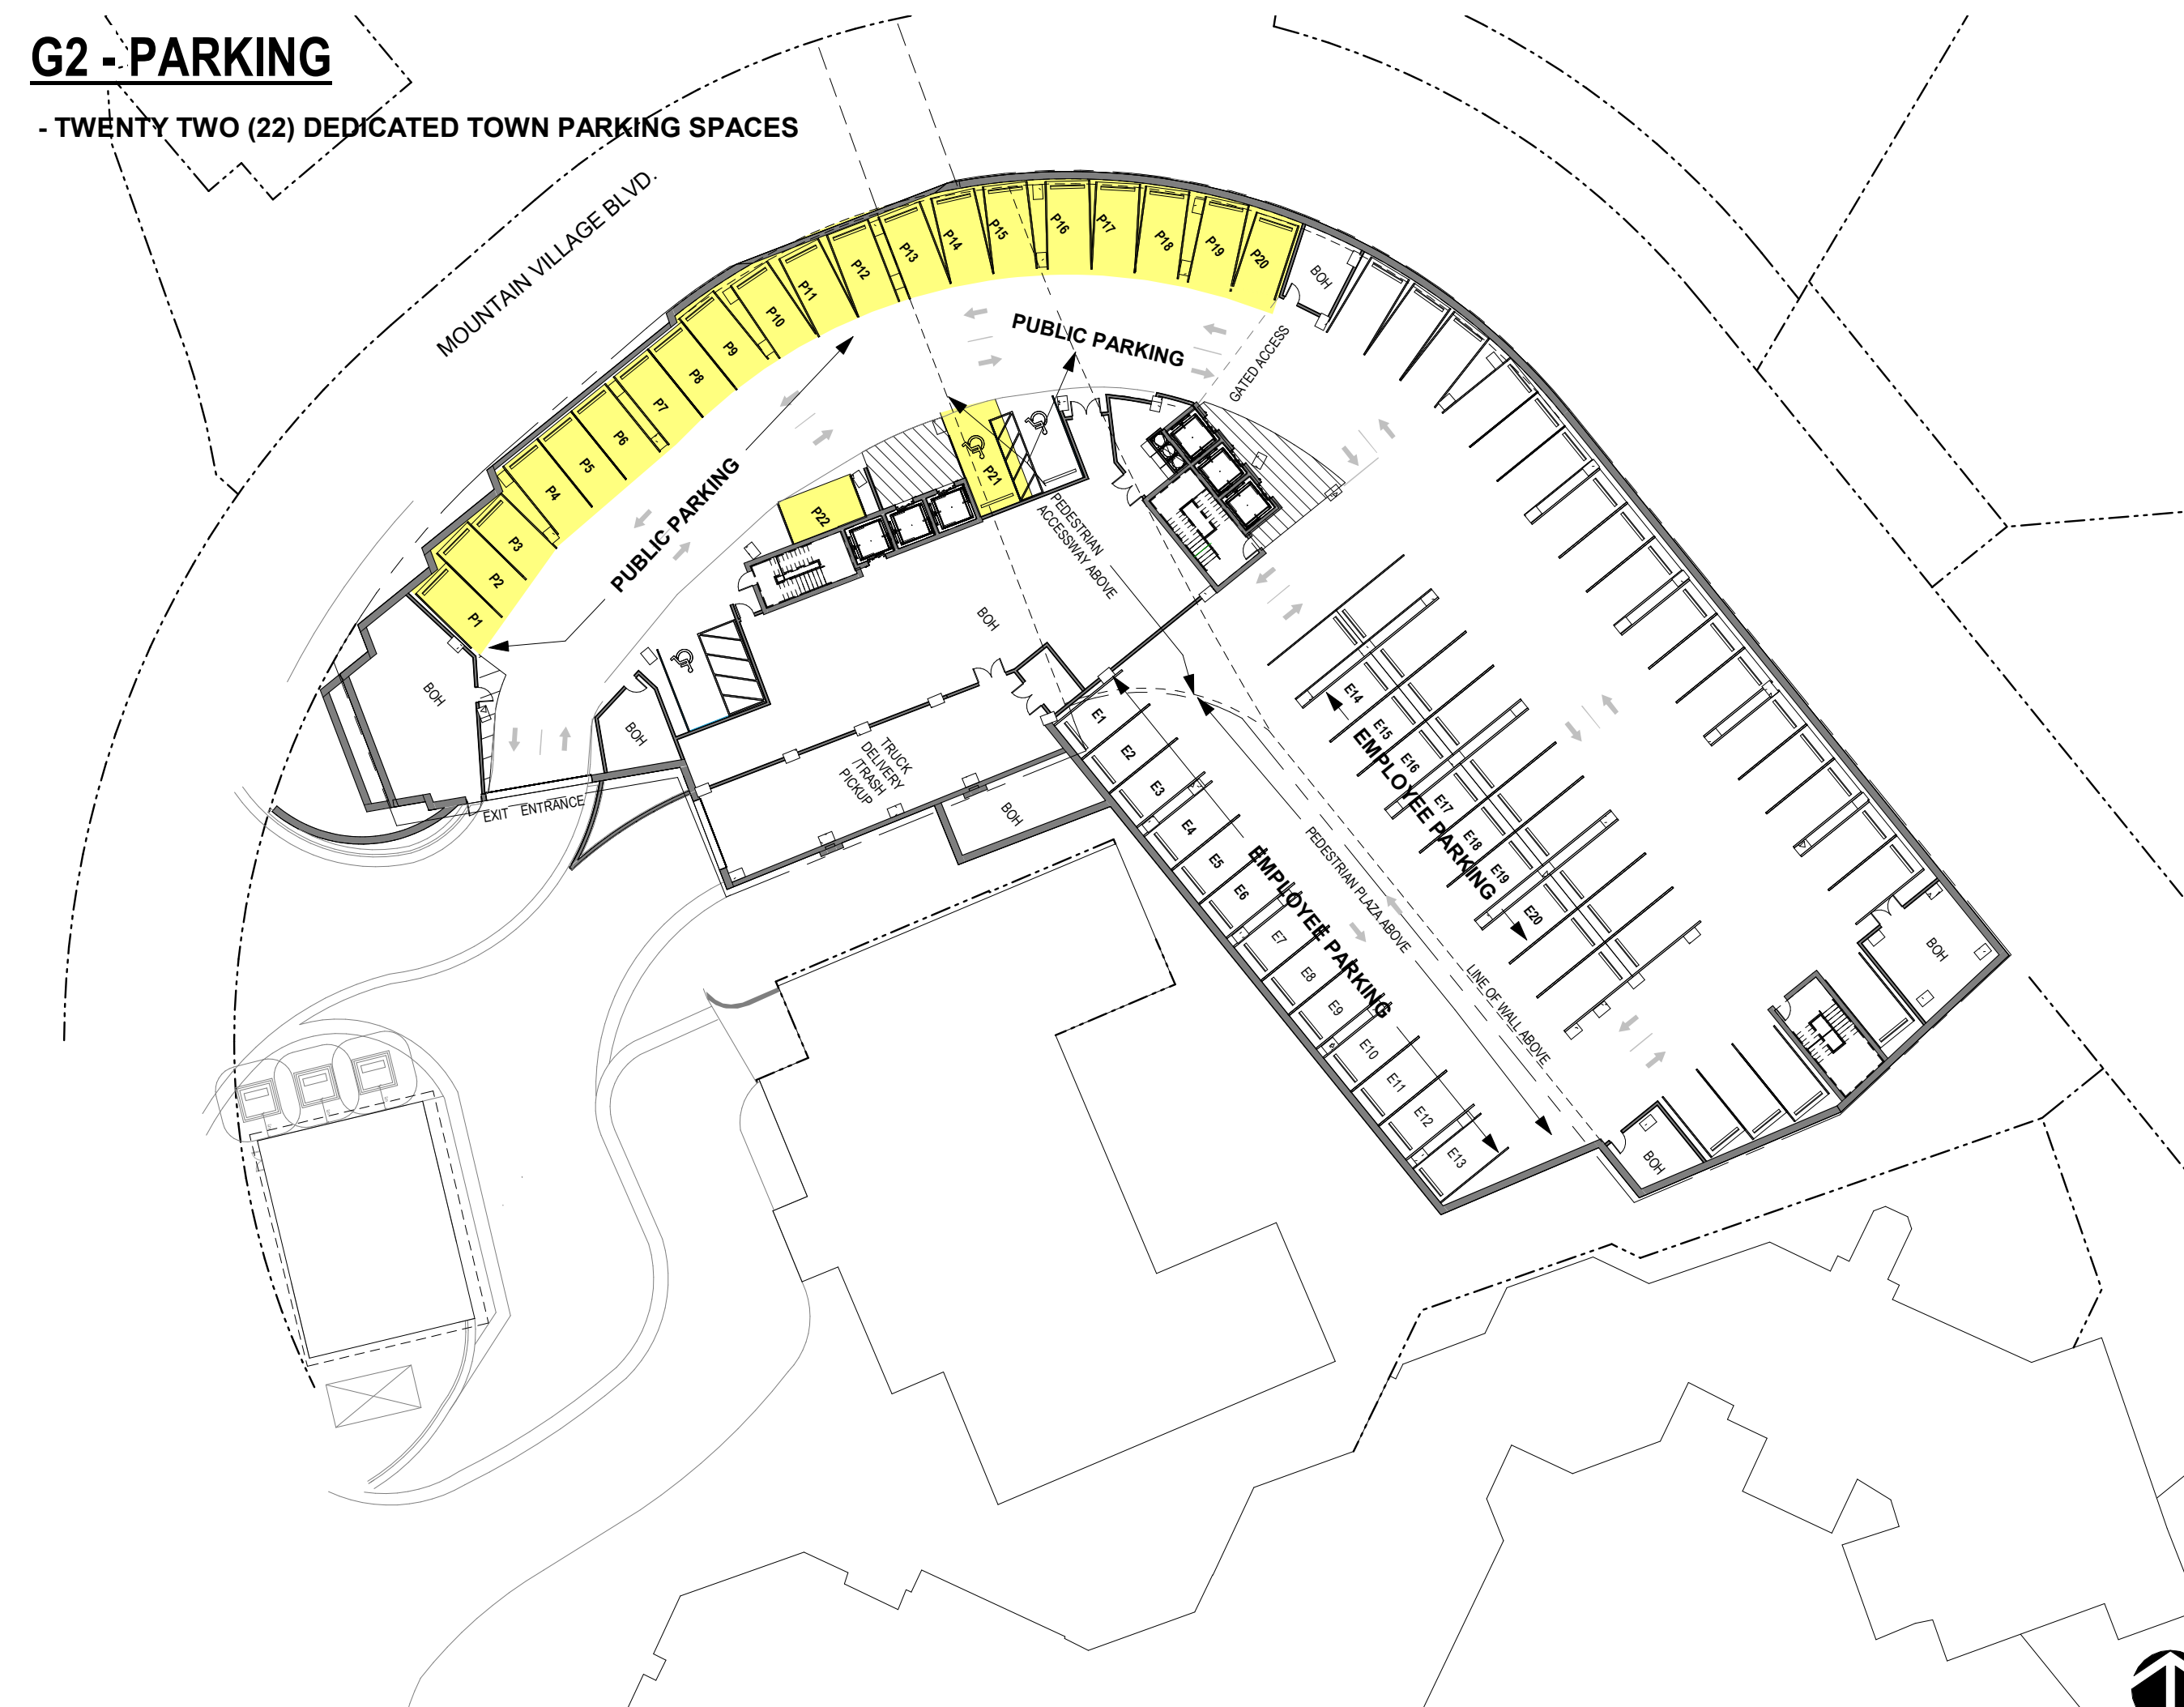 G2 - PARKING
- TWENTY TWO (22) DEDICATED TOWN PARKING SPACES
MOUNTAIN VILLAGE BLVD.
P1
P2
P3
P4
P5
P6
P7
P8
P9
P10
P11
P12
P13
P14
P15
P16
P17
P18
P19
P20
BOH
PUBLIC PARKING
GATED ACCESS
PUBLIC PARKING
P21
P22
PEDESTRIAN
ACCESSWAY ABOVE
BOH
BOH
BOH
EXIT
ENTRANCE
TRUCK
DELIVERY
/TRASH
PICKUP
BOH
E1
E2
E3
E4
E5
E6
E7
E8
E9
E10
E11
E12
E13
EMPLOYEE PARKING
E14
E15
E16
E17
E18
E19
E20
EMPLOYEE PARKING
PEDESTRIAN PLAZA ABOVE
LINE OF WALL ABOVE
BOH
BOH